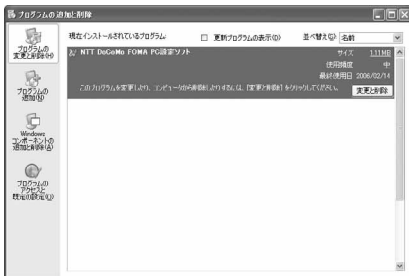 プログラムの追加と削除
現在インストールされているプログラム:
更新プログラムの表示(D)
並べ替え(S): 名前
プログラムの
変更と削除(H)
プログラムの
追加(N)
Windows
コンポーネントの
追加と削除(A)
プログラムの
アクセスと
既定の設定(O)
NTT DoCoMo FOMA PC設定ソフト
サイズ 1.11MB
使用頻度 中
最終使用日 2006/02/14
このプログラムを変更したり、コンピュータから削除したりするには、[変更と削除] をクリックしてください。
変更と削除